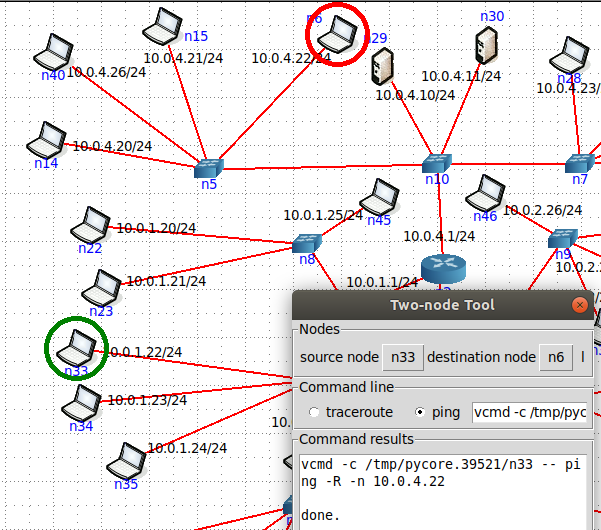 n6
n15
n30
n29
10.0.4.21/24
10.0.4.22/24
n40
10.0.4.26/24
10.0.4.11/24
n28
10.0.4.10/24
10.0.4.23/
10.0.4.20/24
n14
n5
n10
n7
10.0.1.25/24
n45
n46
10.0.2.26/24
10.0.1.20/24
n22
10.0.4.1/24
n8
n9
10.0.2.
10.0.1.21/24
10.0.1.1/24
n23
Two-node Tool
Nodes
source node n33 destination node n6 l
0.0.1.22/24
n33
Command line
traceroute ping vcmd -c /tmp/pyc
10.0.1.23/24
n34
10.
Command results
10.0.1.24/24
n35
vcmd -c /tmp/pycore.39521/n33 -- pi
ng -R -n 10.0.4.22
done.